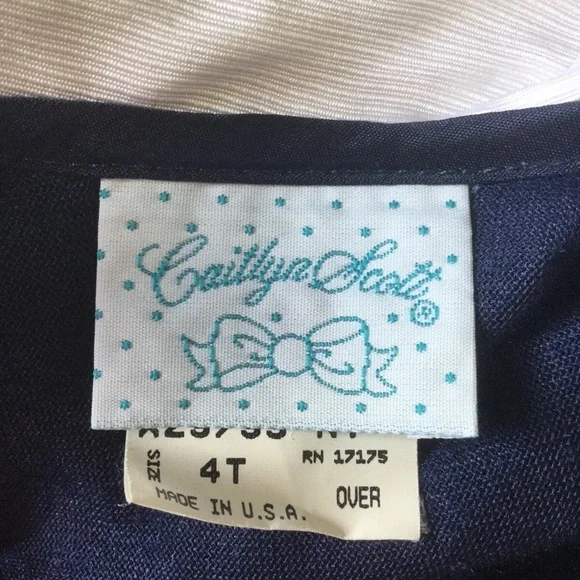 Caitlyn Scott ®
SIZE 4T RN 17175
MADE IN U.S.A. OVER